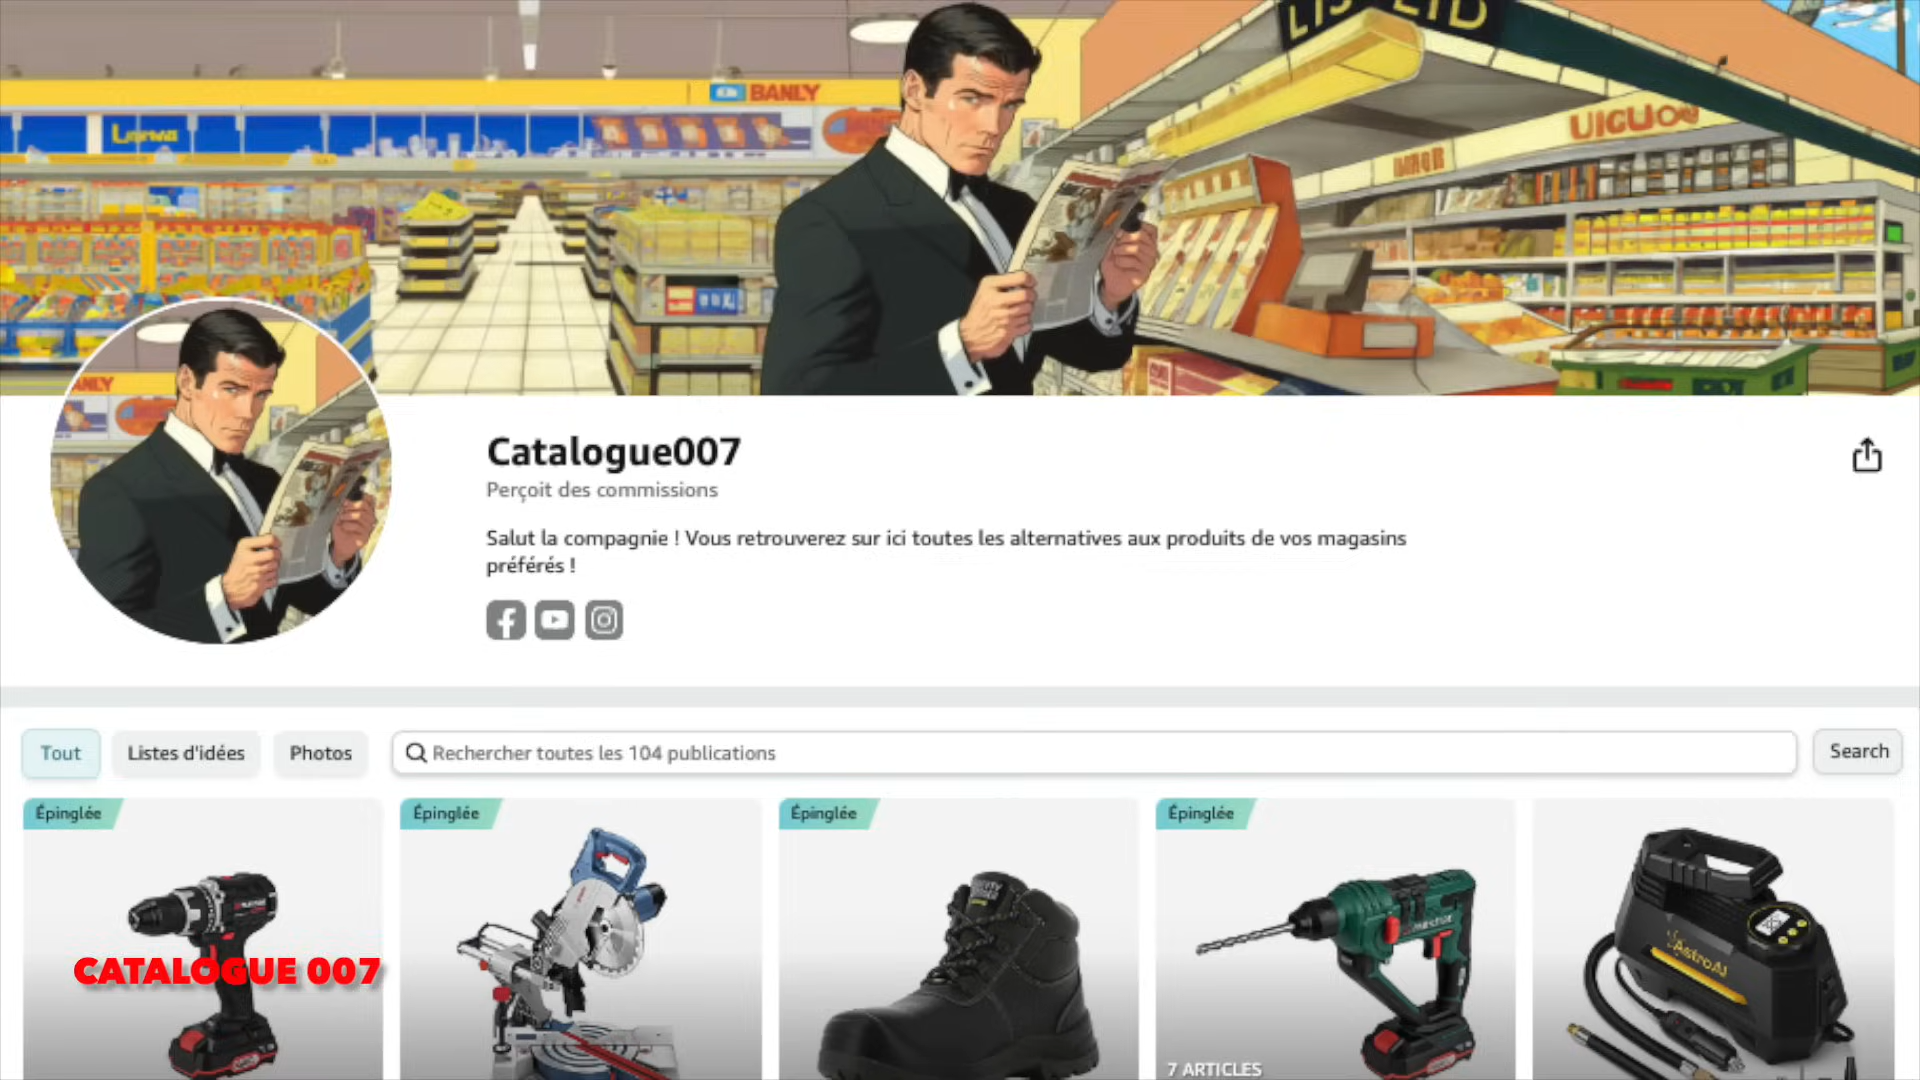 BANLY
ANLY
Catalogue007
Perçoit des commissions
Salut la compagnie ! Vous retrouverez sur ici toutes les alternatives aux produits de vos magasins
préférés !
Tout
Listes d'idées
Photos
Rechercher toutes les 104 publications
Search
Épinglée
Épinglée
Épinglée
Épinglée
AstroAI
CATALOGUE 007
7 ARTICLES